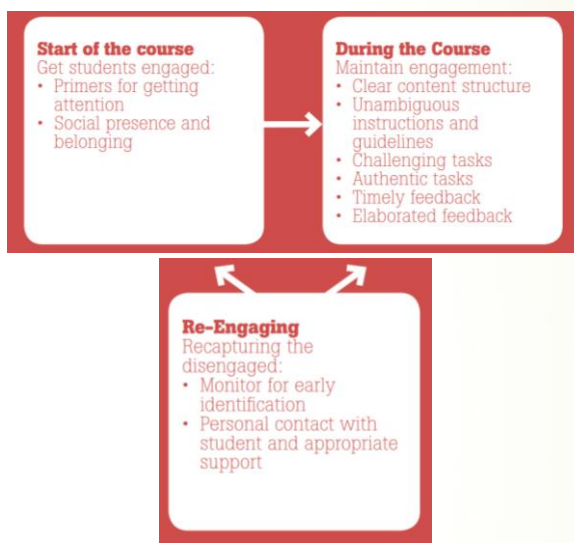 Start of the course
Get students engaged:
• Primers for getting
attention
• Social presence and
belonging
During the Course
Maintain engagement:
• Clear content structure
• Unambiguous
instructions and
guidelines
• Challenging tasks
• Authentic tasks
• Timely feedback
• Elaborated feedback
Re-Engaging
Recapturing the
disengaged:
• Monitor for early
identification
• Personal contact with
student and appropriate
support